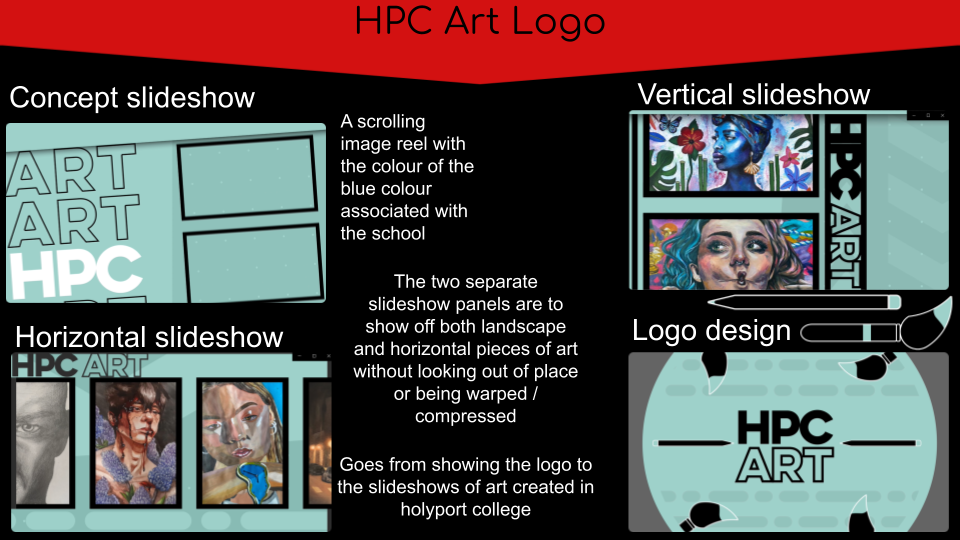 HPC Art Logo
Concept slideshow
ART
ART
HPC
ART
A scrolling
image reel with
the colour of the
blue colour
associated with
the school
Vertical slideshow
HPC ART
The two separate
slideshow panels are to
show off both landscape
and horizontal pieces of art
without looking out of place
or being warped /
compressed
Horizontal slideshow
HPC ART
Goes from showing the logo to
the slideshows of art created in
holyport college
Logo design
HPC
ART